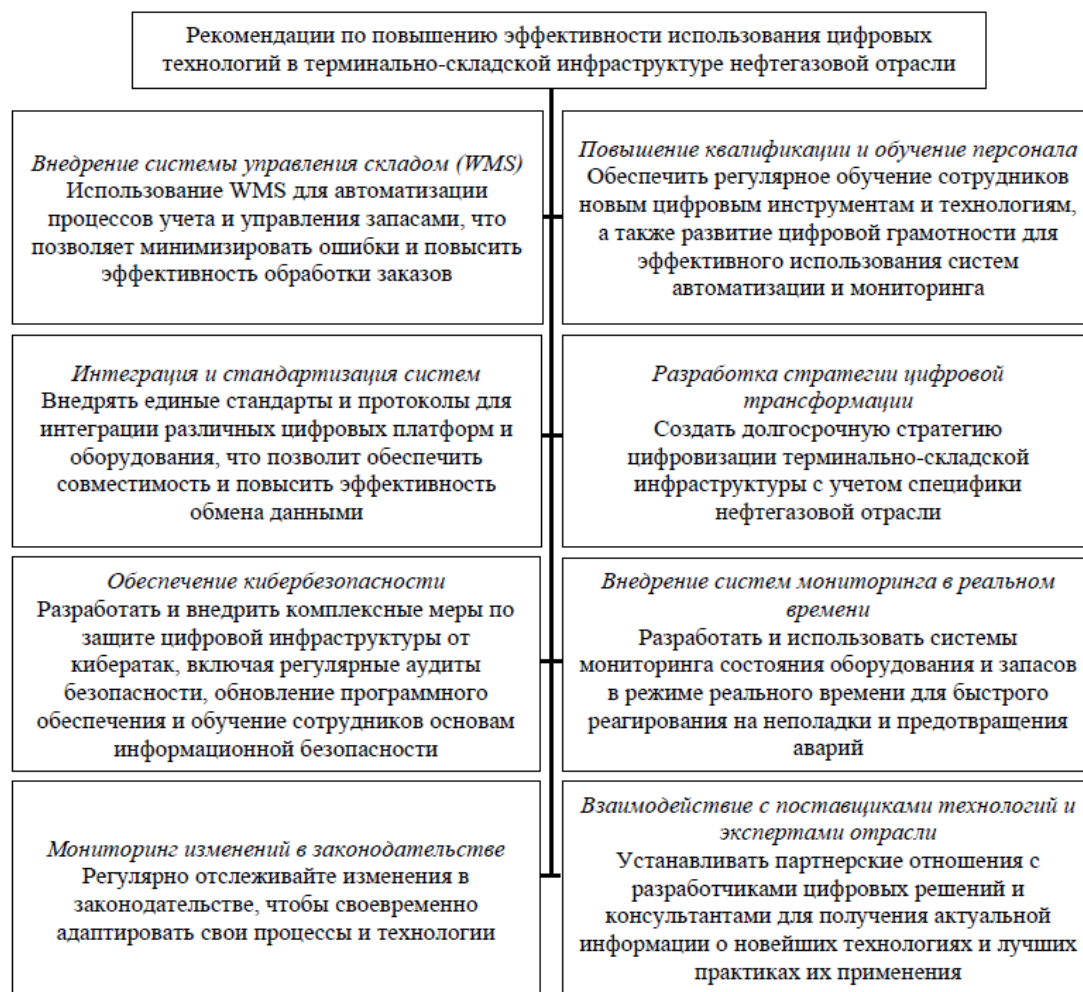 Рекомендации по повышению эффективности использования цифровых
технологий в терминально-складской инфраструктуре нефтегазовой отрасли
Внедрение системы управления складом (WMS)
Использование WMS для автоматизации
процессов учета и управления запасами, что
позволяет минимизировать ошибки и повысить
эффективность обработки заказов
Повышение квалификации и обучение персонала
Обеспечить регулярное обучение сотрудников
новым цифровым инструментам и технологиям,
а также развитие цифровой грамотности для
эффективного использования систем
автоматизации и мониторинга
Интеграция и стандартизация систем
Внедрять единые стандарты и протоколы для
интеграции различных цифровых платформ и
оборудования, что позволит обеспечить
совместимость и повысить эффективность
обмена данными
Разработка стратегии цифровой
трансформации
Создать долгосрочную стратегию
цифровизации терминально-складской
инфраструктуры с учетом специфики
нефтегазовой отрасли
Обеспечение кибербезопасности
Разработать и внедрить комплексные меры по
защите цифровой инфраструктуры от
кибератак, включая регулярные аудиты
безопасности, обновление программного
обеспечения и обучение сотрудников основам
информационной безопасности
Внедрение систем мониторинга в реальном
времени
Разработать и использовать системы
мониторинга состояния оборудования и запасов
в режиме реального времени для быстрого
реагирования на неполадки и предотвращения
аварий
Мониторинг изменений в законодательстве
Регулярно отслеживайте изменения в
законодательстве, чтобы своевременно
адаптировать свои процессы и технологии
Взаимодействие с поставщиками технологий и
экспертами отрасли
Устанавливать партнерские отношения с
разработчиками цифровых решений и
консультантами для получения актуальной
информации о новейших технологиях и лучших
практиках их применения